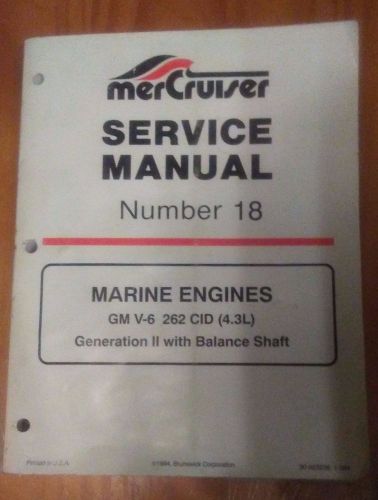 merCruiser
SERVICE
MANUAL
Number 18
MARINE ENGINES
GM V-6 262 CID (4.3L)
Generation II with Balance Shaft
Printed in U.S.A.
©1994, Brunswick Corporation